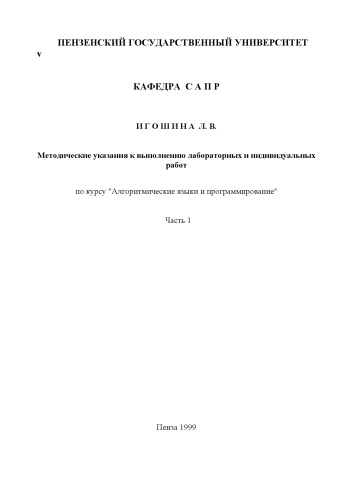 ПЕНЗЕНСКИЙ ГОСУДАРСТВЕННЫЙ УНИВЕРСИТЕТ
v
КАФЕДРА С А П Р
И Г О Ш И Н А Л. В.
Методические указания к выполнению лабораторных и индивидуальных
работ
по курсу "Алгоритмические языки и программирование"
Часть 1
Пенза 1999